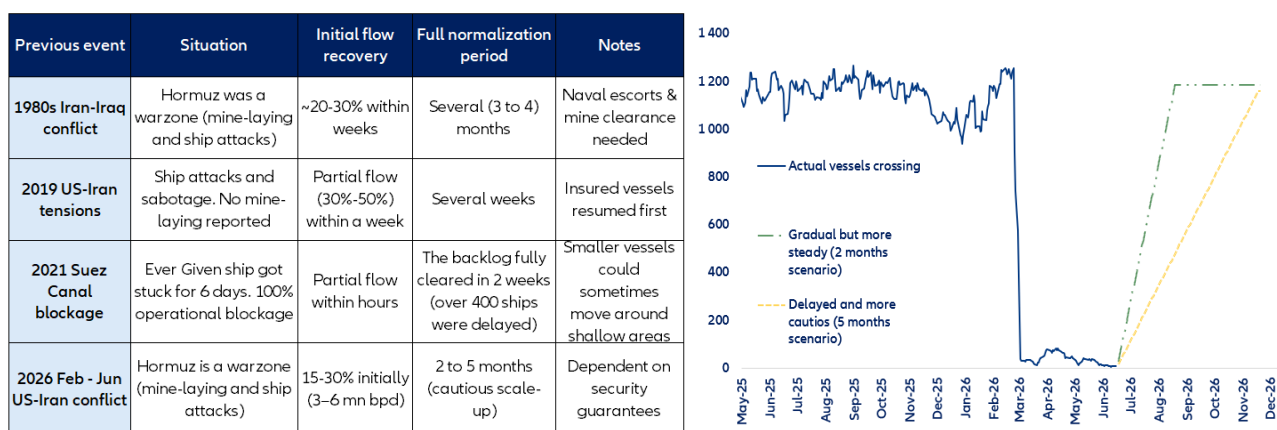 Previous event
Situation
Initial flow
recovery
Full normalization
period
Notes
1980s Iran-Iraq
conflict
Hormuz was a
warzone (mine-laying
and ship attacks)
~20-30% within
weeks
Several (3 to 4)
months
Naval escorts &
mine clearance
needed
2019 US-Iran
tensions
Ship attacks and
sabotage. No mine-
laying reported
Partial flow
(30%-50%)
within a week
Several weeks
Insured vessels
resumed first
2021 Suez
Canal
blockage
Ever Given ship got
stuck for 6 days. 100%
operational blockage
Partial flow
within hours
The backlog fully
cleared in 2 weeks
(over 400 ships
were delayed)
Smaller vessels
could
sometimes
move around
shallow areas
2026 Feb - Jun
US-Iran conflict
Hormuz is a warzone
(mine-laying and ship
attacks)
15-30% initially
(3–6 mn bpd)
2 to 5 months
(cautious scale-
up)
Dependent on
security
guarantees
1 400
1 200
1 000
800
600
400
200
0
Actual vessels crossing
Gradual but more
steady (2 months
scenario)
Delayed and more
cautios (5 months
scenario)
May-25
Jun-25
Jul-25
Aug-25
Sep-25
Oct-25
Nov-25
Dec-25
Jan-26
Feb-26
Mar-26
Apr-26
May-26
Jun-26
Jul-26
Aug-26
Sep-26
Oct-26
Nov-26
Dec-26